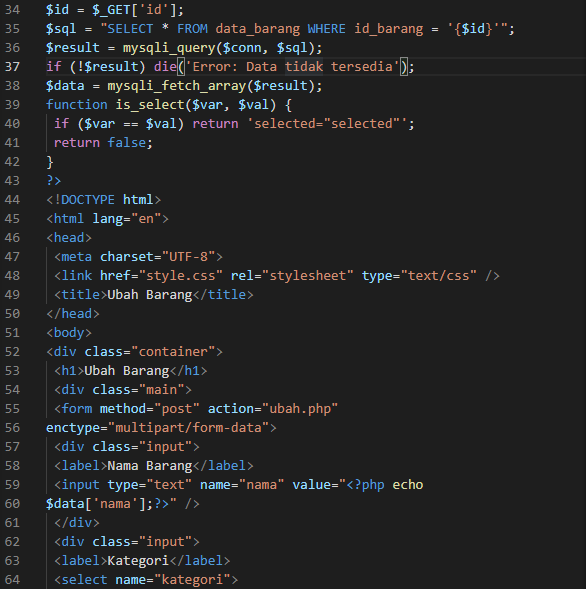 34 $id = $_GET['id'];
35 $sql = "SELECT * FROM data_barang WHERE id_barang = '{$id}'";
36 $result = mysqli_query($conn, $sql);
37 if (!$result) die('Error: Data tidak tersedia');
38 $data = mysqli_fetch_array($result);
39 function is_select($var, $val) {
40 if ($var == $val) return 'selected="selected"';
41 return false;
42 }
43 ?>
44 <!DOCTYPE html>
45 <html lang="en">
46 <head>
47 <meta charset="UTF-8">
48 <link href="style.css" rel="stylesheet" type="text/css" />
49 <title>Ubah Barang</title>
50 </head>
51 <body>
52 <div class="container">
53 <h1>Ubah Barang</h1>
54 <div class="main">
55 <form method="post" action="ubah.php"
56 enctype="multipart/form-data">
57 <div class="input">
58 <label>Nama Barang</label>
59 <input type="text" name="nama" value="<?php echo
60 $data['nama'];?>" />
61 </div>
62 <div class="input">
63 <label>Kategori</label>
64 <select name="kategori">